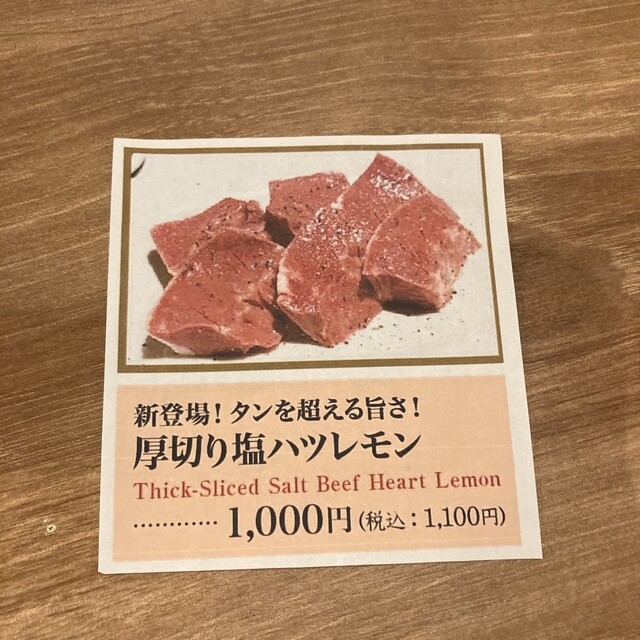 新登場！タンを超える旨さ！
厚切り塩ハツレモン
Thick-Sliced Salt Beef Heart Lemon
............1,000円(税込：1,100円)